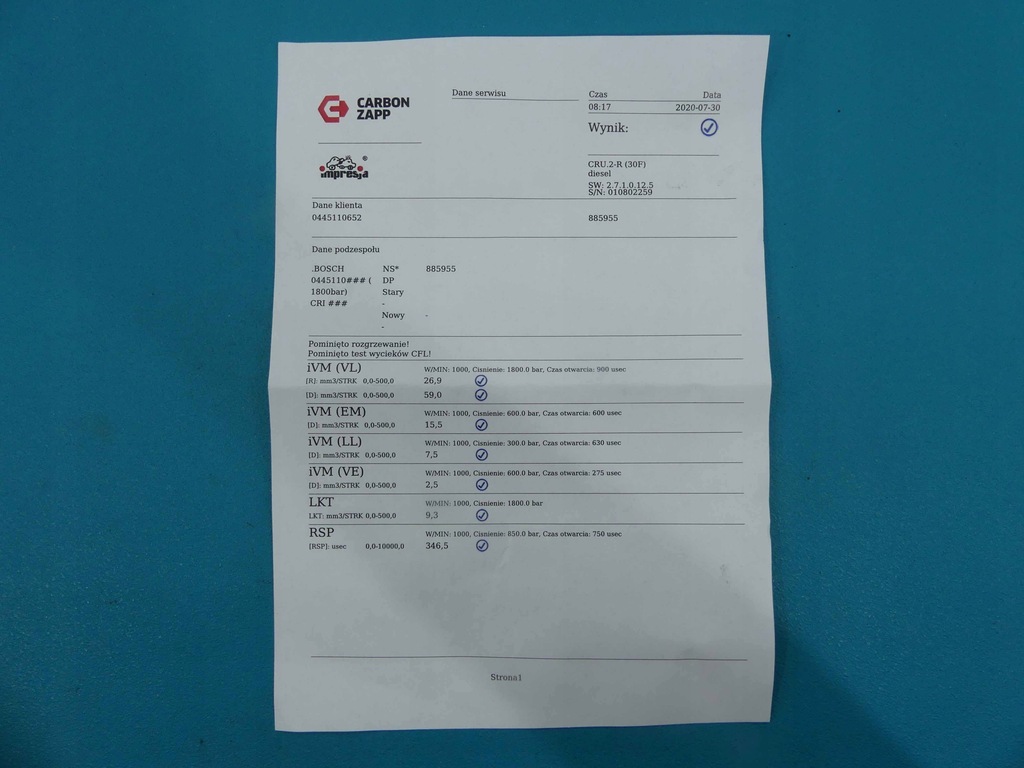 CARBON
ZAPP
Dane serwisu
Czas Data
08:17 2020-07-30
Wynik:
impresja ®
CRU.2-R (30F)
diesel
SW: 2.7.1.0.12.5
S/N: 010802259
Dane klienta
0445110652 885955
Dane podzespołu
.BOSCH NS* 885955
0445110### ( DP
1800bar) Stary
CRI ### -
Nowy -
-
Pominięto rozgrzewanie!
Pominięto test wycieków CFL!
iVM (VL) W/MIN: 1000, Cisnienie: 1800.0 bar, Czas otwarcia: 900 usec
[R]: mm3/STRK 0,0-500,0 26,9
[D]: mm3/STRK 0,0-500,0 59,0
iVM (EM) W/MIN: 1000, Cisnienie: 600.0 bar, Czas otwarcia: 600 usec
[D]: mm3/STRK 0,0-500,0 15,5
iVM (LL) W/MIN: 1000, Cisnienie: 300.0 bar, Czas otwarcia: 630 usec
[D]: mm3/STRK 0,0-500,0 7,5
iVM (VE) W/MIN: 1000, Cisnienie: 600.0 bar, Czas otwarcia: 275 usec
[D]: mm3/STRK 0,0-500,0 2,5
LKT W/MIN: 1000, Cisnienie: 1800.0 bar
LKT: mm3/STRK 0,0-500,0 9,3
RSP W/MIN: 1000, Cisnienie: 850.0 bar, Czas otwarcia: 750 usec
[RSP]: usec 0,0-10000,0 346,5
Strona1